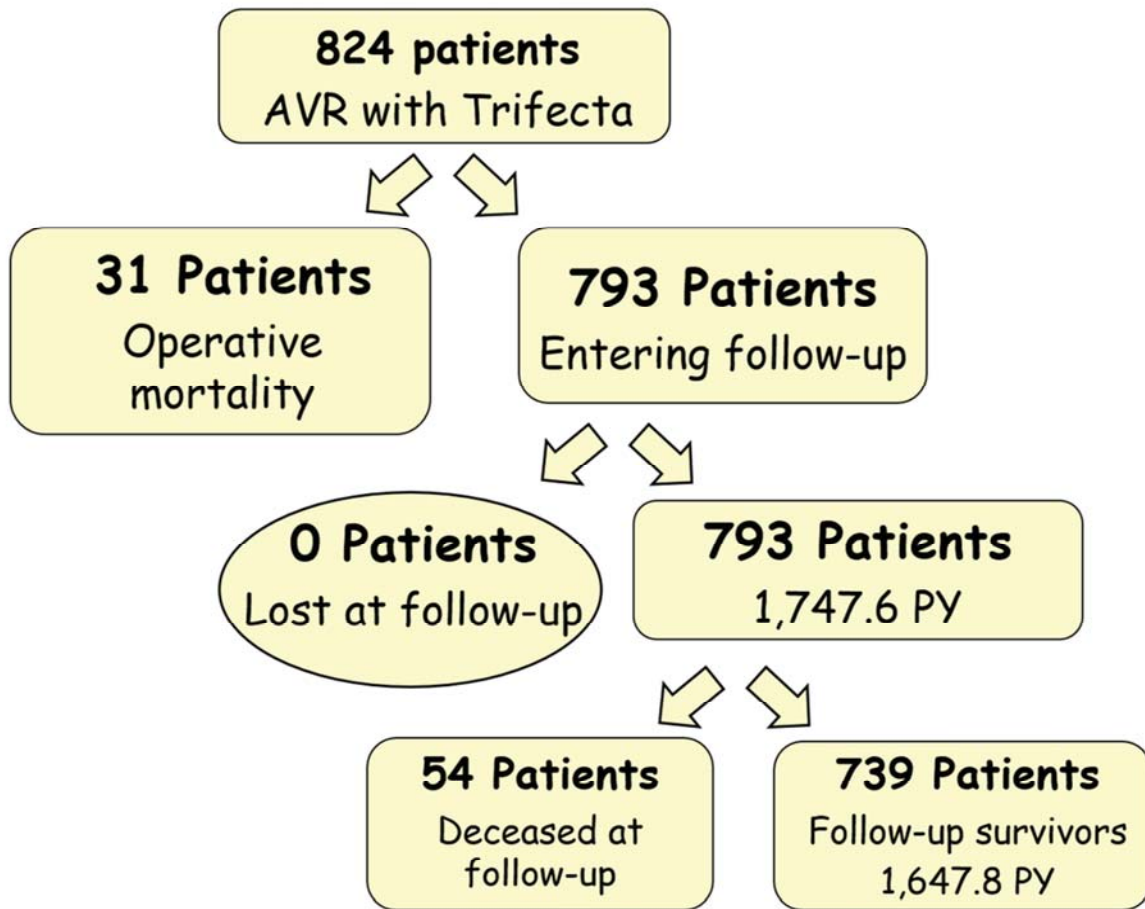 824 patients
AVR with Trifecta
31 Patients
Operative
mortality
793 Patients
Entering follow-up
0 Patients
Lost at follow-up
793 Patients
1,747.6 PY
54 Patients
Deceased at
follow-up
739 Patients
Follow-up survivors
1,647.8 PY